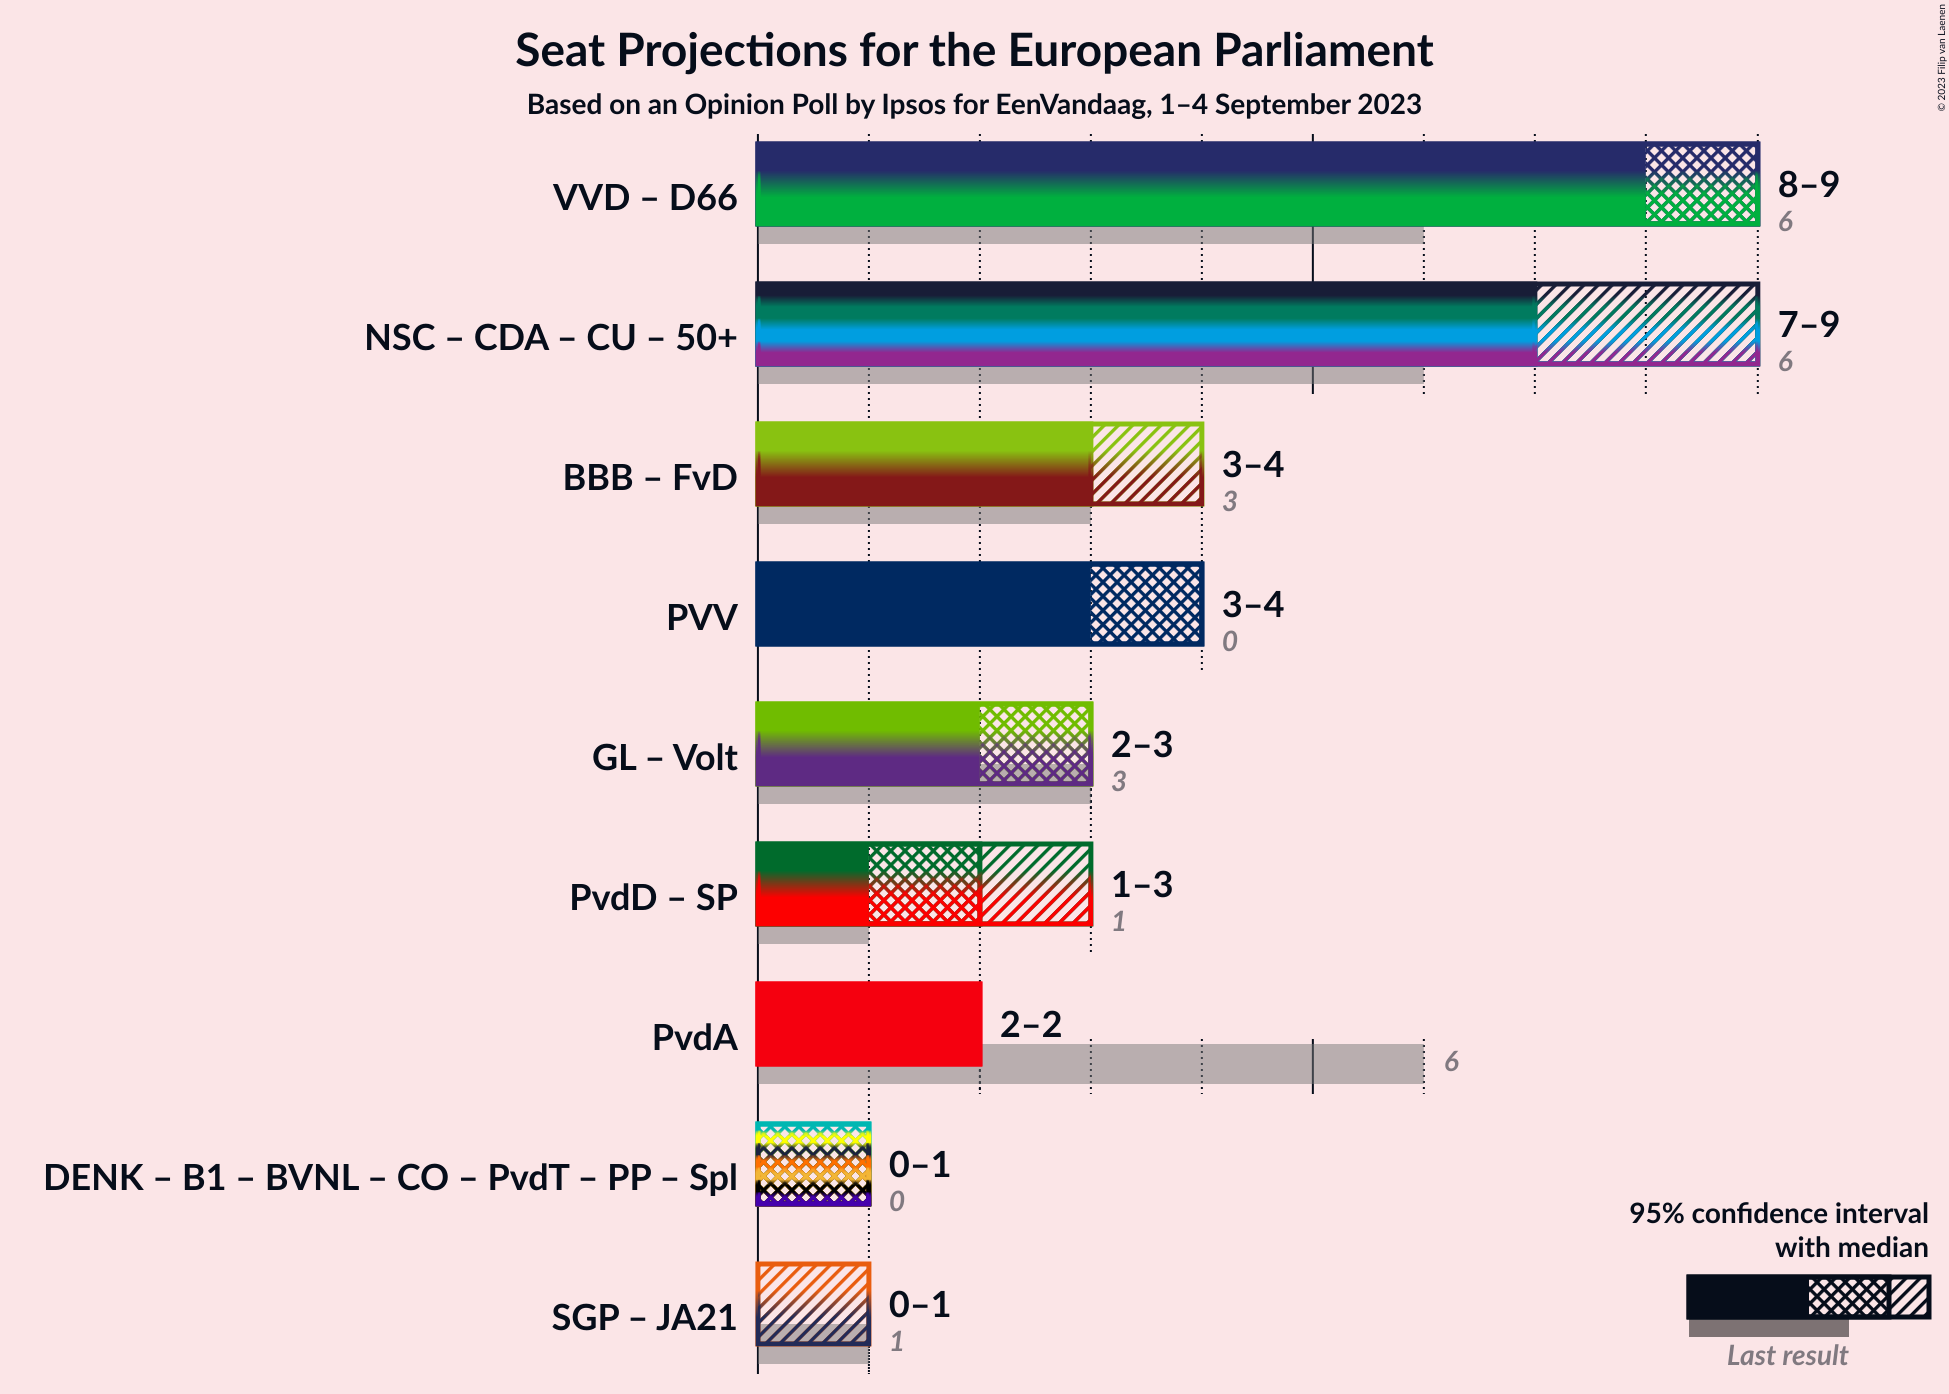 Seat Projections for the European Parliament
Based on an Opinion Poll by Ipsos for EenVandaag, 1–4 September 2023
© 2023 Filip van Laenen
VVD – D66
8–9
6
NSC – CDA – CU – 50+
7–9
6
BBB – FvD
3–4
3
PVV
3–4
0
GL – Volt
2–3
3
PvdD – SP
1–3
1
PvdA
2–2
6
DENK – B1 – BVNL – CO – PvdT – PP – Spl
0–1
0
SGP – JA21
0–1
1
95% confidence interval
with median
Last result